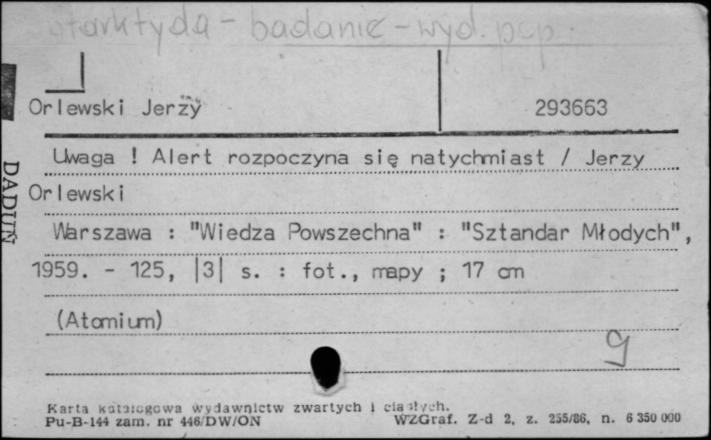 Antarktyda - badanie - wyd. pop.
Orlewski Jerzy 293663
Uwaga ! Alert rozpoczyna się natychmiast / Jerzy
Orlewski
Warszawa : "Wiedza Powszechna" : "Sztandar Młodych",
1959. - 125, |3| s. : fot., mapy ; 17 cm
(Atomium)
g
DADUŃ
Karta katalogowa wydawnictw zwartych i ciągłych.
Pu-B-144 zam. nr 446/DW/ON WZGraf. Z-d 2, z. 255/86, n. 6 350 000